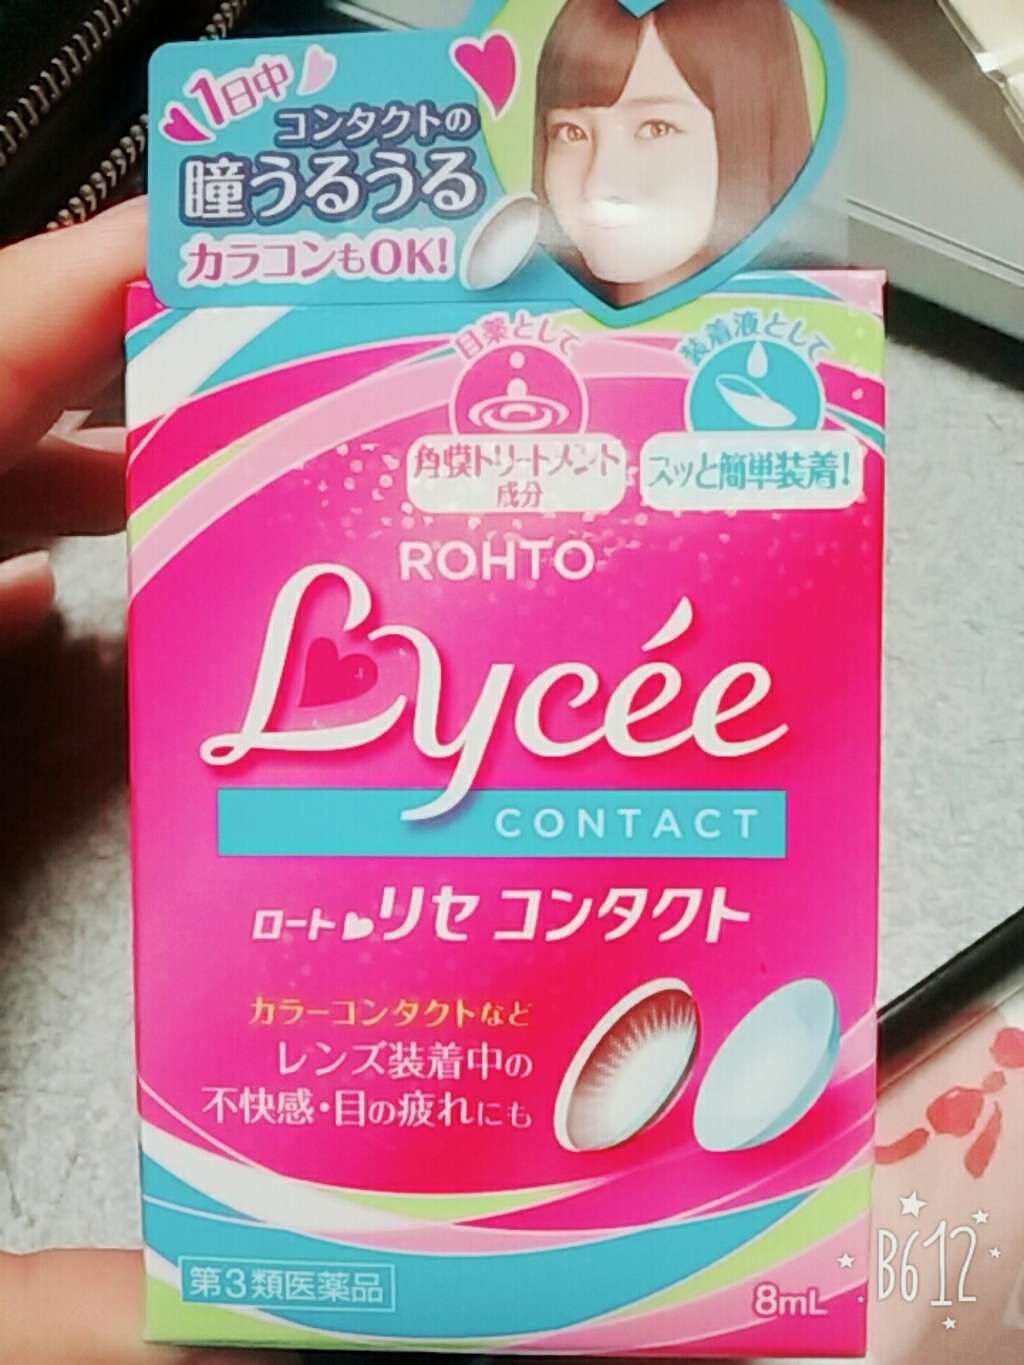 1日中
コンタクトの
瞳うるうる
カラコンもOK!
目薬として
角膜トリートメント
成分
装着液として
スッと簡単装着!
ROHTO
Lycée
CONTACT
ロートリセ コンタクト
カラーコンタクトなど
レンズ装着中の
不快感・目の疲れにも
第3類医薬品
8mL
B612